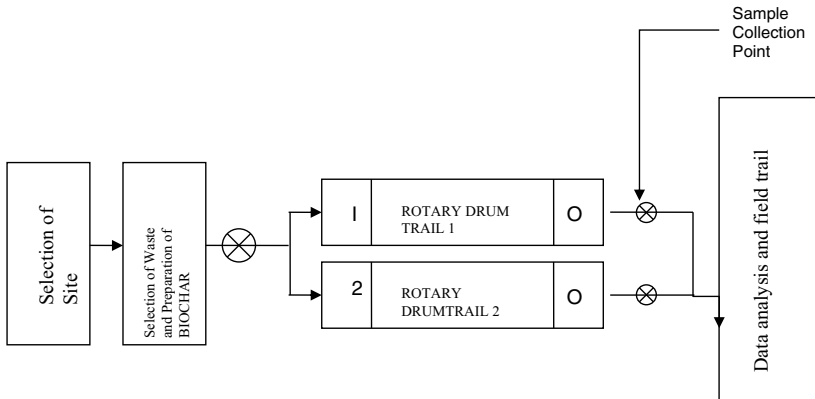 Sample
Collection
Point
Selection of
Site
Selection of Waste
and Preparation of
BIOCHAR
I
ROTARY DRUM
TRAIL 1
O
2
ROTARY
DRUMTRAIL 2
O
Data analysis and field trail